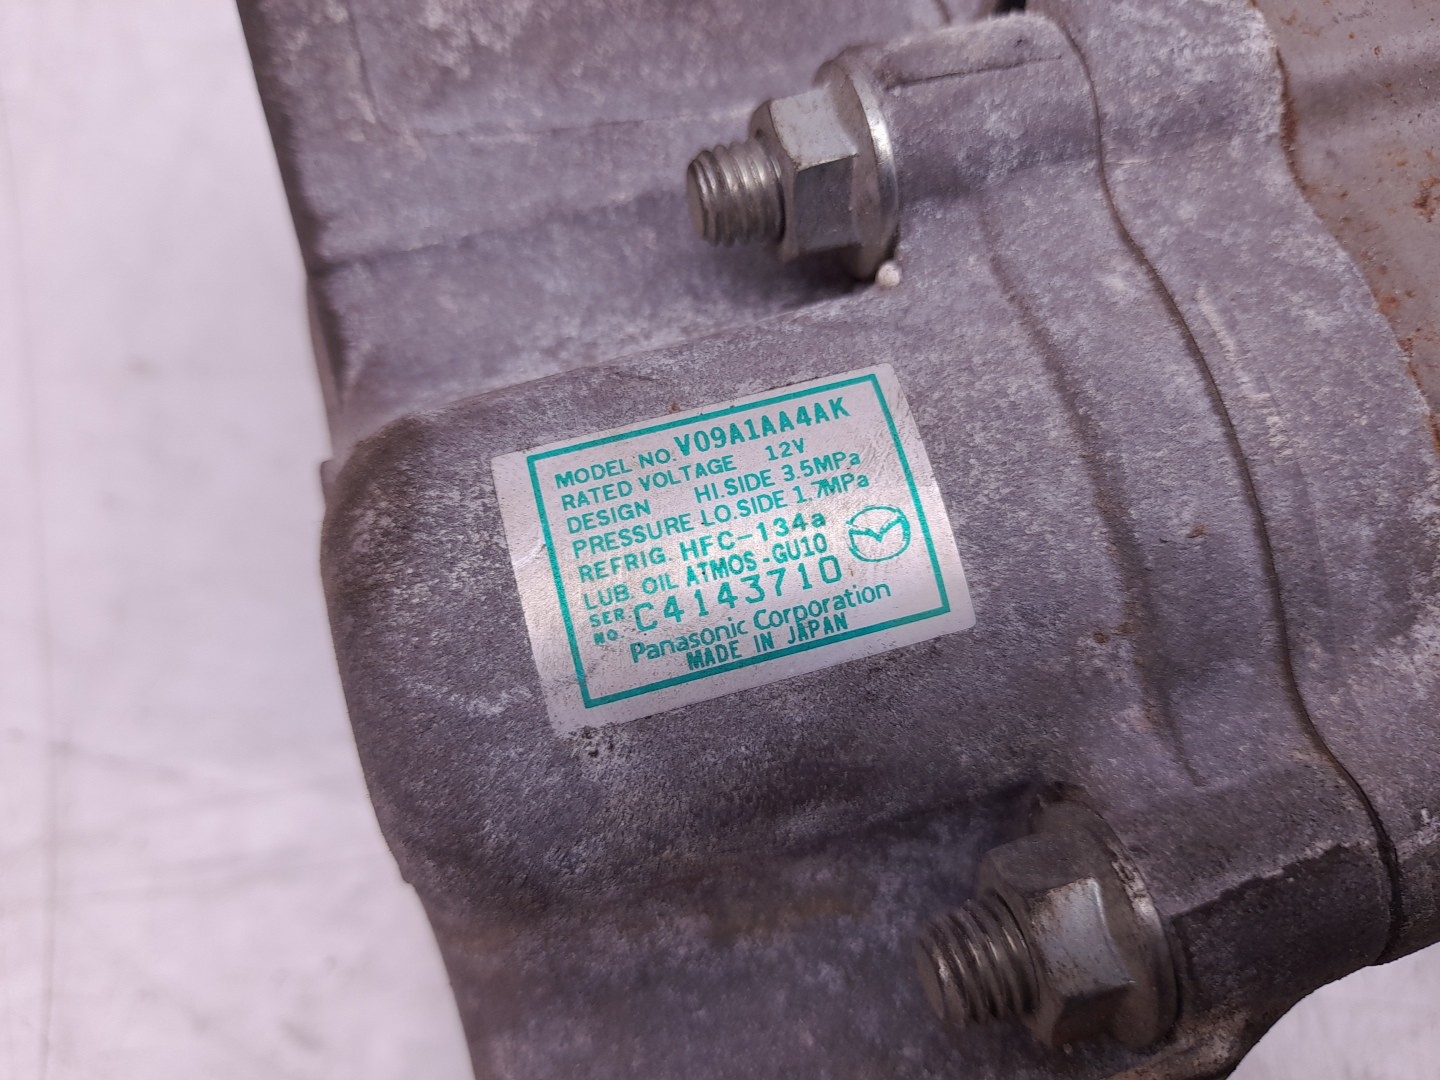 MODEL NO. V09A1AA4AK
RATED VOLTAGE 12V
DESIGN HI.SIDE 3.5MPa
PRESSURE LO.SIDE 1.7MPa
REFRIG. HFC-134a
LUB. OIL ATMOS-GU10
SER. NO. C4143710
Panasonic Corporation
MADE IN JAPAN